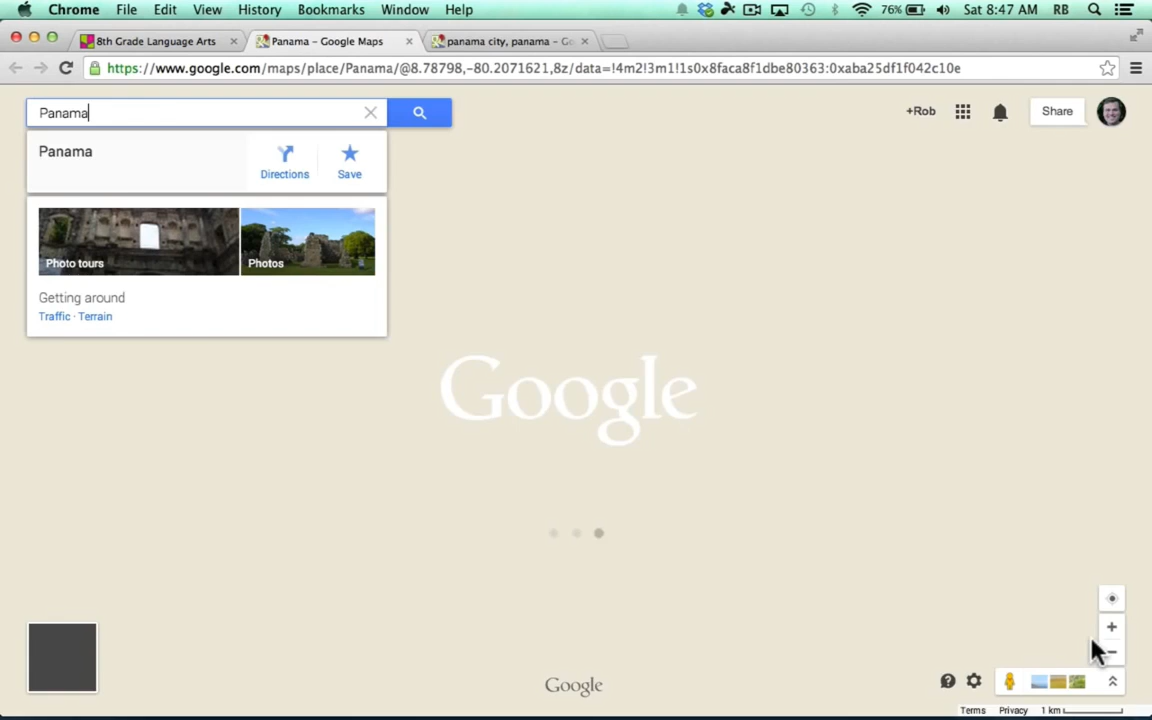 Chrome File Edit View History Bookmarks Window Help 76% Sat 8:47 AM RB
8th Grade Language Arts Panama – Google Maps panama city, panama – Go
https://www.google.com/maps/place/Panama/@8.78798,-80.2071621,8z/data=!4m2!3m1!1s0x8faca8f1dbe80363:0xaba25df1f042c10e
Panama
+Rob Share
Panama
Directions Save
Photo tours Photos
Getting around
Traffic · Terrain
Google
Google
Terms Privacy 1 km